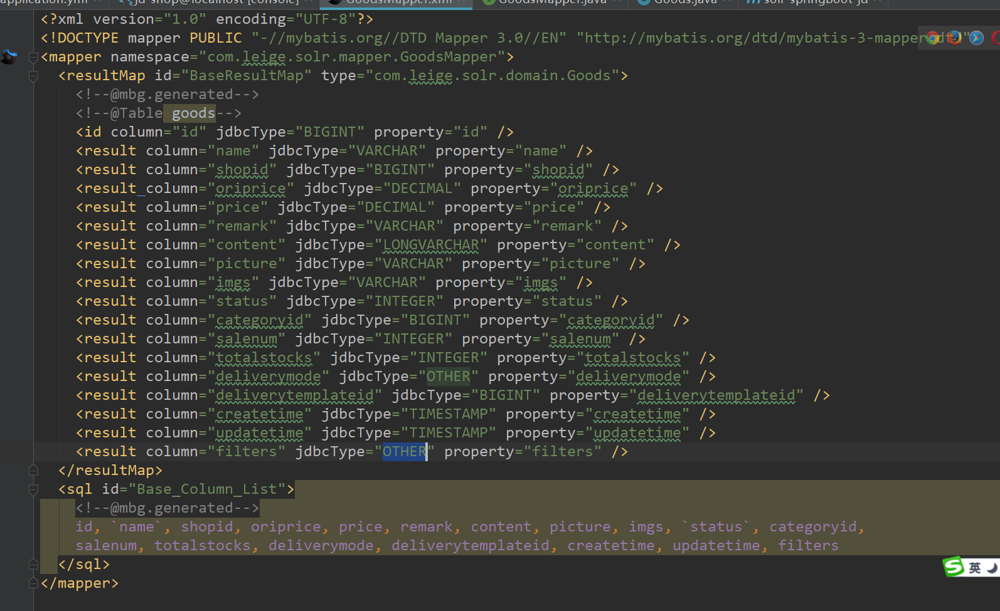 application.yml jd-shop@localhost [console] GoodsMapper.xml GoodsMapper.java Goods.java solr-springboot-jd
<?xml version="1.0" encoding="UTF-8"?>
<!DOCTYPE mapper PUBLIC "-//mybatis.org//DTD Mapper 3.0//EN" "http://mybatis.org/dtd/mybatis-3-mapper.dtd">
<mapper namespace="com.leige.solr.mapper.GoodsMapper">
  <resultMap id="BaseResultMap" type="com.leige.solr.domain.Goods">
    <!--@mbg.generated-->
    <!--@Table goods-->
    <id column="id" jdbcType="BIGINT" property="id" />
    <result column="name" jdbcType="VARCHAR" property="name" />
    <result column="shopid" jdbcType="BIGINT" property="shopid" />
    <result column="oriprice" jdbcType="DECIMAL" property="oriprice" />
    <result column="price" jdbcType="DECIMAL" property="price" />
    <result column="remark" jdbcType="VARCHAR" property="remark" />
    <result column="content" jdbcType="LONGVARCHAR" property="content" />
    <result column="picture" jdbcType="VARCHAR" property="picture" />
    <result column="imgs" jdbcType="VARCHAR" property="imgs" />
    <result column="status" jdbcType="INTEGER" property="status" />
    <result column="categoryid" jdbcType="BIGINT" property="categoryid" />
    <result column="salenum" jdbcType="INTEGER" property="salenum" />
    <result column="totalstocks" jdbcType="INTEGER" property="totalstocks" />
    <result column="deliverymode" jdbcType="OTHER" property="deliverymode" />
    <result column="deliverytemplateid" jdbcType="BIGINT" property="deliverytemplateid" />
    <result column="createtime" jdbcType="TIMESTAMP" property="createtime" />
    <result column="updatetime" jdbcType="TIMESTAMP" property="updatetime" />
    <result column="filters" jdbcType="OTHER" property="filters" />
  </resultMap>
  <sql id="Base_Column_List">
    <!--@mbg.generated-->
    id, `name`, shopid, oriprice, price, remark, content, picture, imgs, `status`, categoryid,
    salenum, totalstocks, deliverymode, deliverytemplateid, createtime, updatetime, filters
  </sql>
英
</mapper>